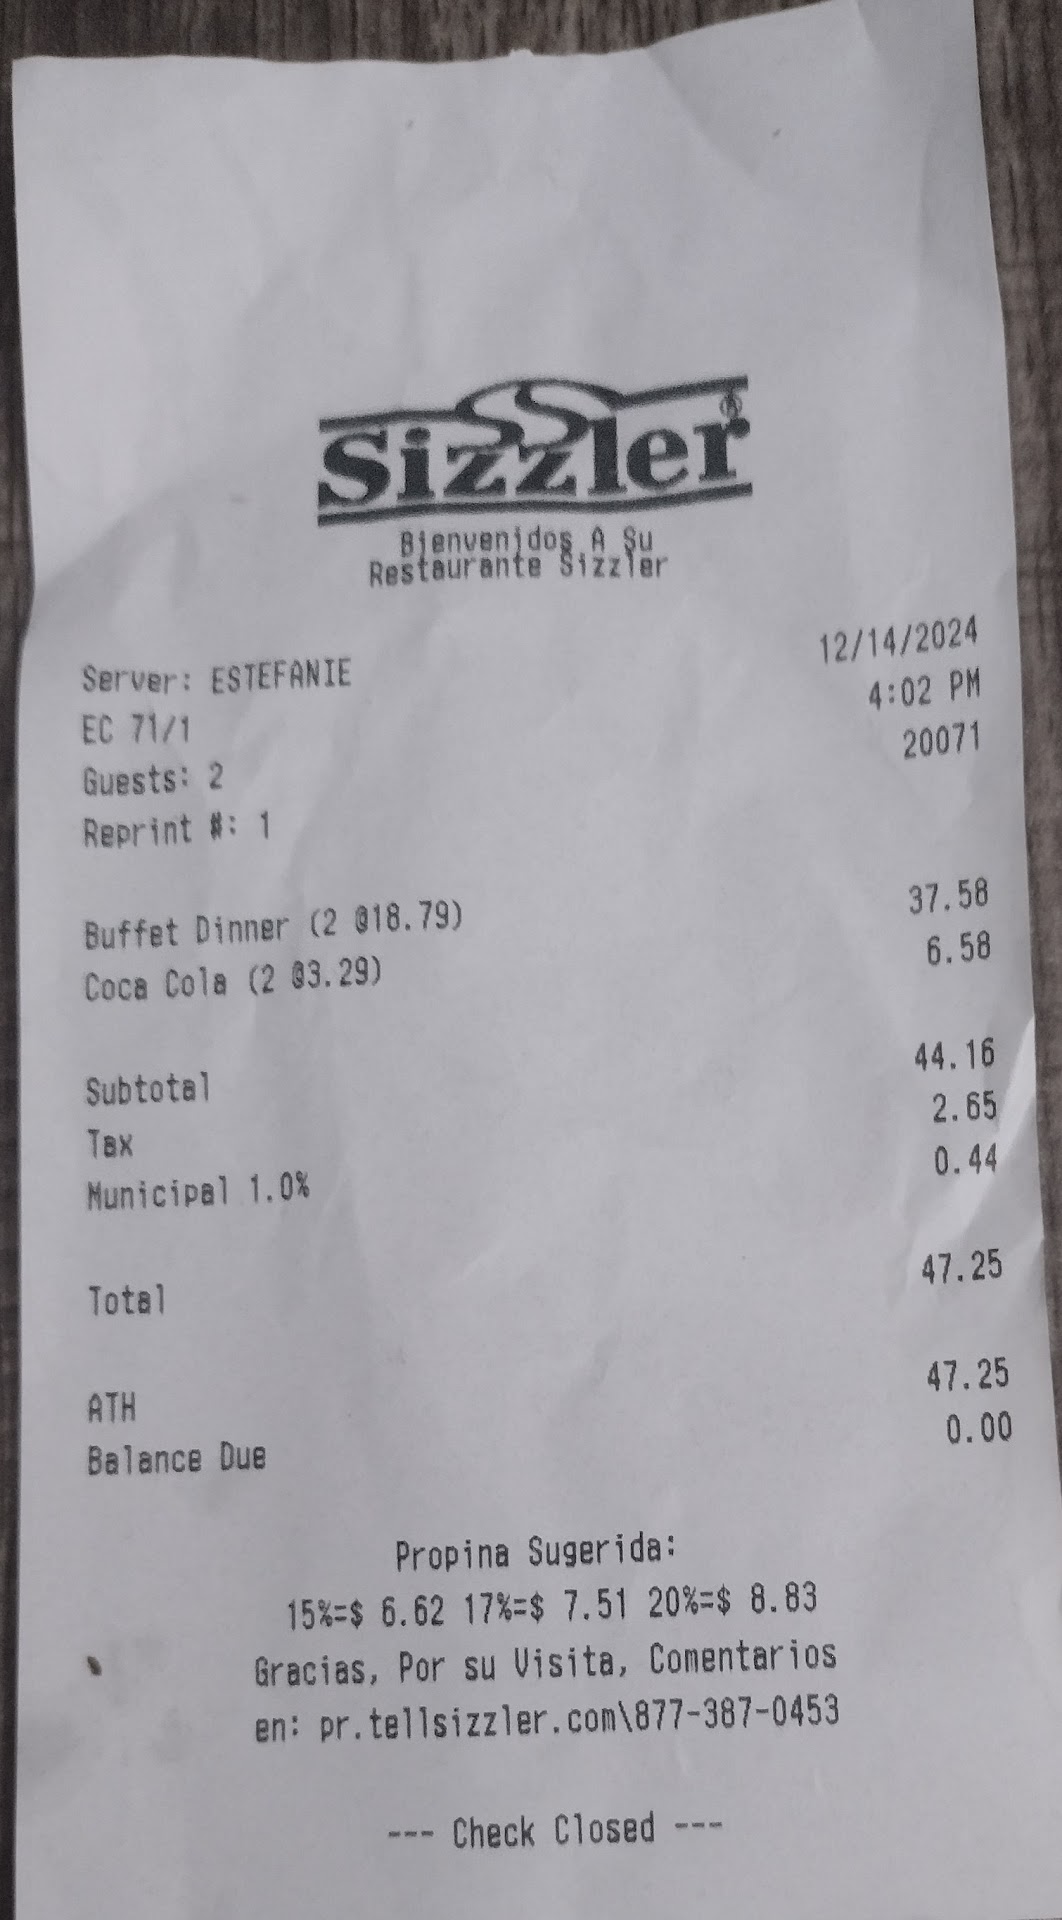 Sizzler®
Bienvenidos A Su
Restaurante Sizzler
12/14/2024
Server: ESTEFANIE
4:02 PM
EC 71/1
20071
Guests: 2
Reprint #: 1
Buffet Dinner (2 @18.79) 37.58
Coca Cola (2 @3.29) 6.58
Subtotal 44.16
Tax 2.65
Municipal 1.0% 0.44
Total 47.25
ATH 47.25
Balance Due 0.00
Propina Sugerida:
15%=$ 6.62 17%=$ 7.51 20%=$ 8.83
Gracias, Por su Visita, Comentarios
en: pr.tellsizzler.com\877-387-0453
--- Check Closed ---